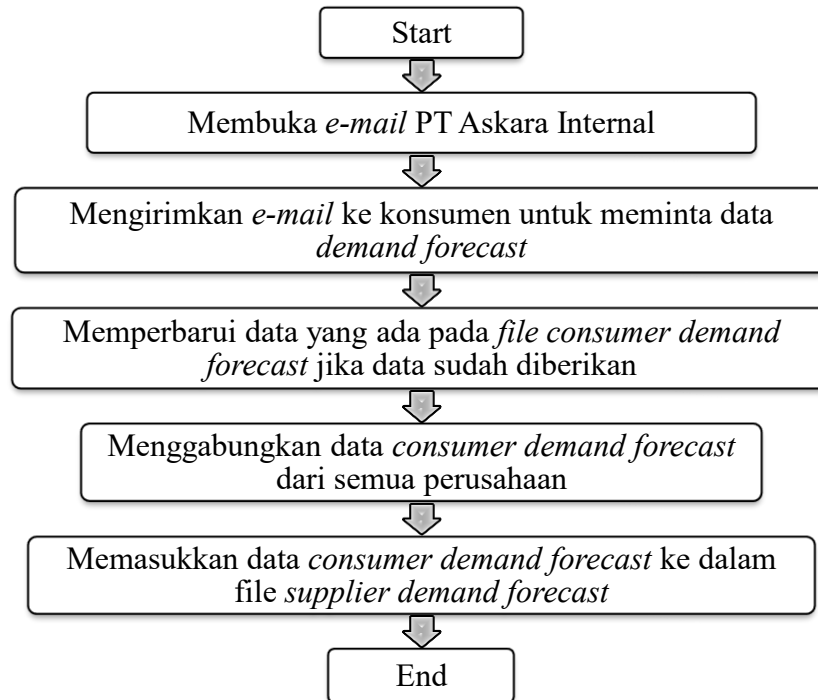 Start
Membuka e-mail PT Askara Internal
Mengirimkan e-mail ke konsumen untuk meminta data
demand forecast
Memperbarui data yang ada pada file consumer demand
forecast jika data sudah diberikan
Menggabungkan data consumer demand forecast
dari semua perusahaan
Memasukkan data consumer demand forecast ke dalam
file supplier demand forecast
End